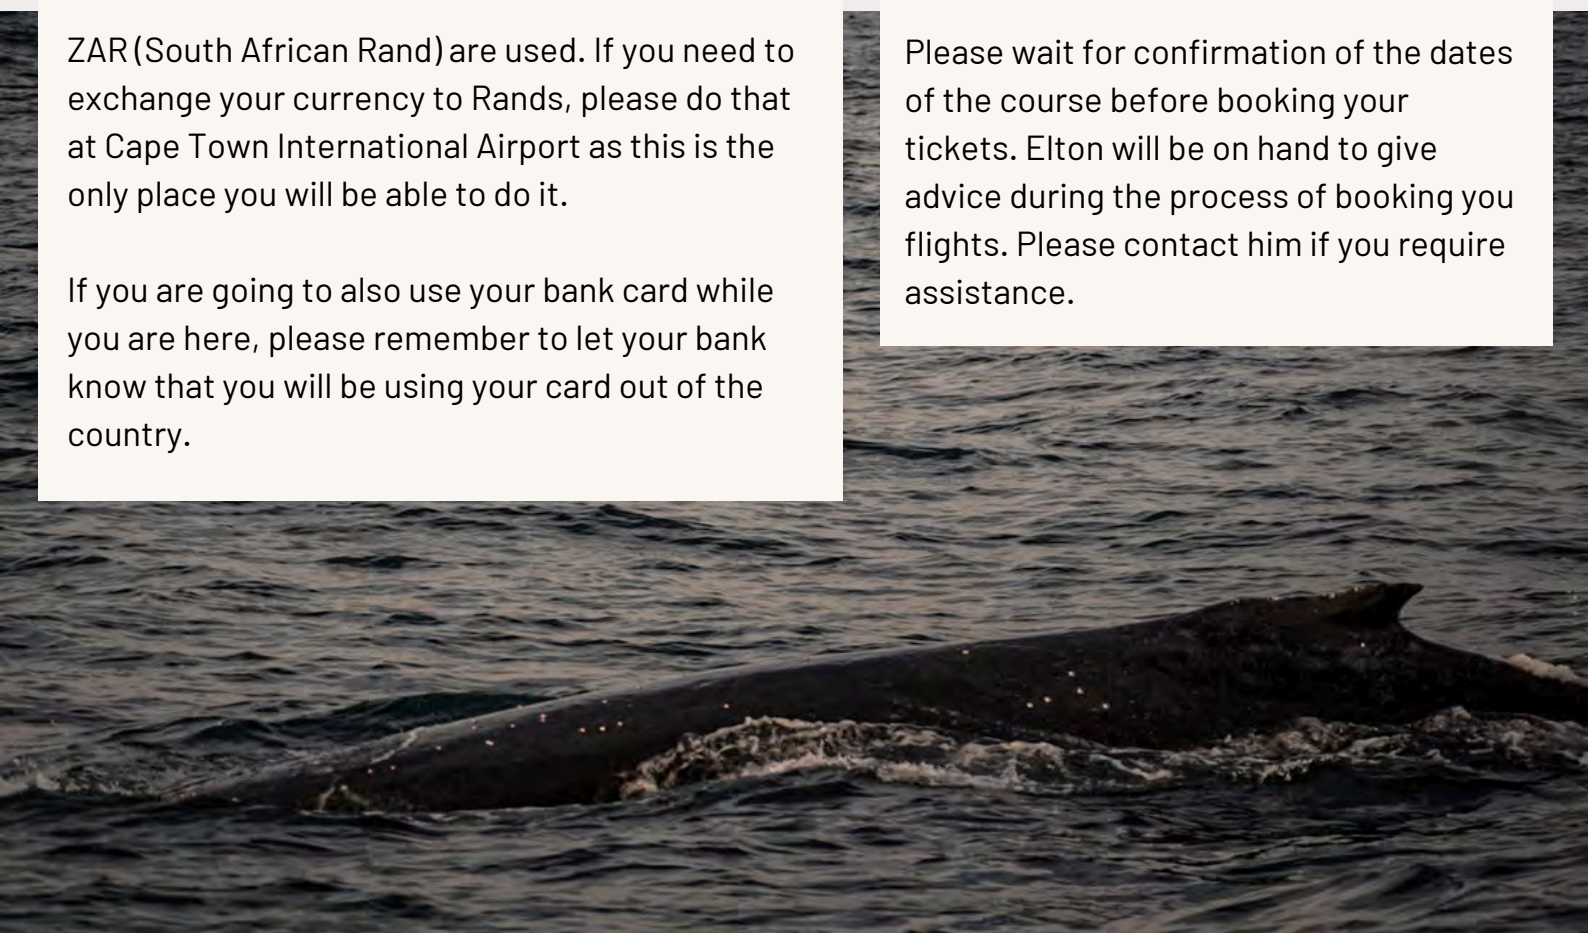 ZAR (South African Rand) are used. If you need to
exchange your currency to Rands, please do that
at Cape Town International Airport as this is the
only place you will be able to do it.
If you are going to also use your bank card while
you are here, please remember to let your bank
know that you will be using your card out of the
country.
Please wait for confirmation of the dates
of the course before booking your
tickets. Elton will be on hand to give
advice during the process of booking you
flights. Please contact him if you require
assistance.